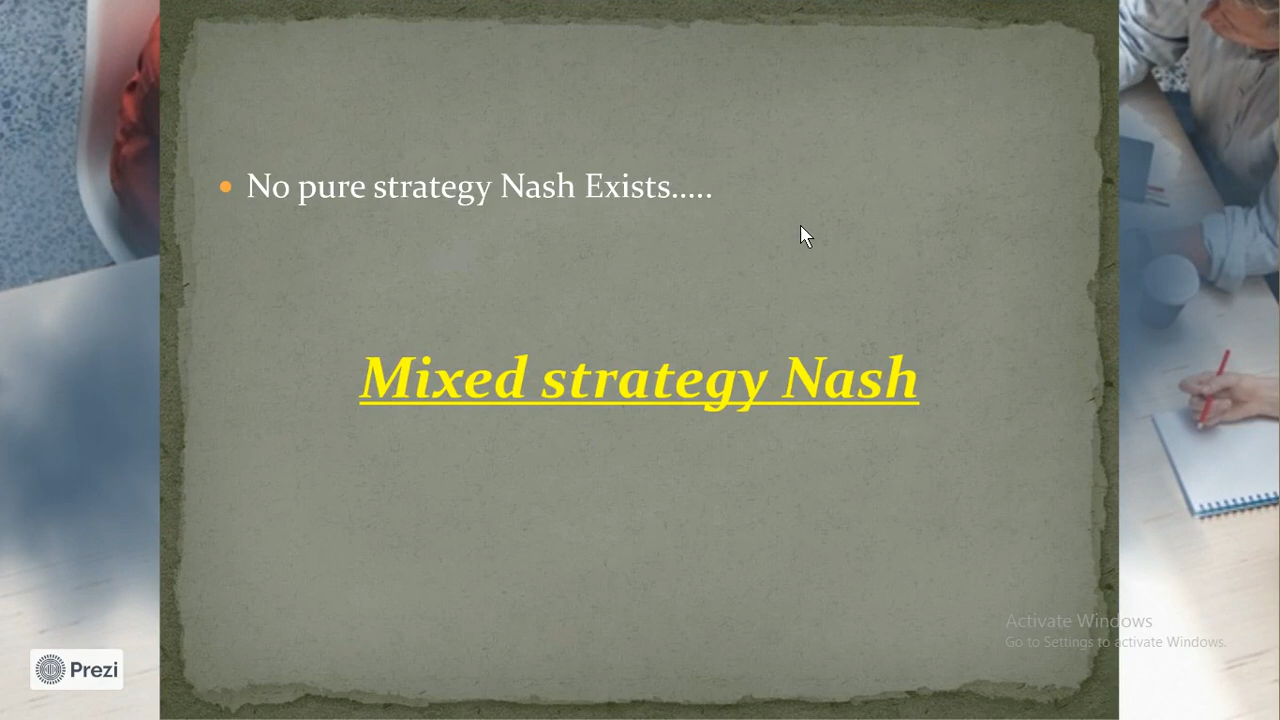 No pure strategy Nash Exists.....
Mixed strategy Nash
Activate Windows
Go to Settings to activate Windows.
Prezi